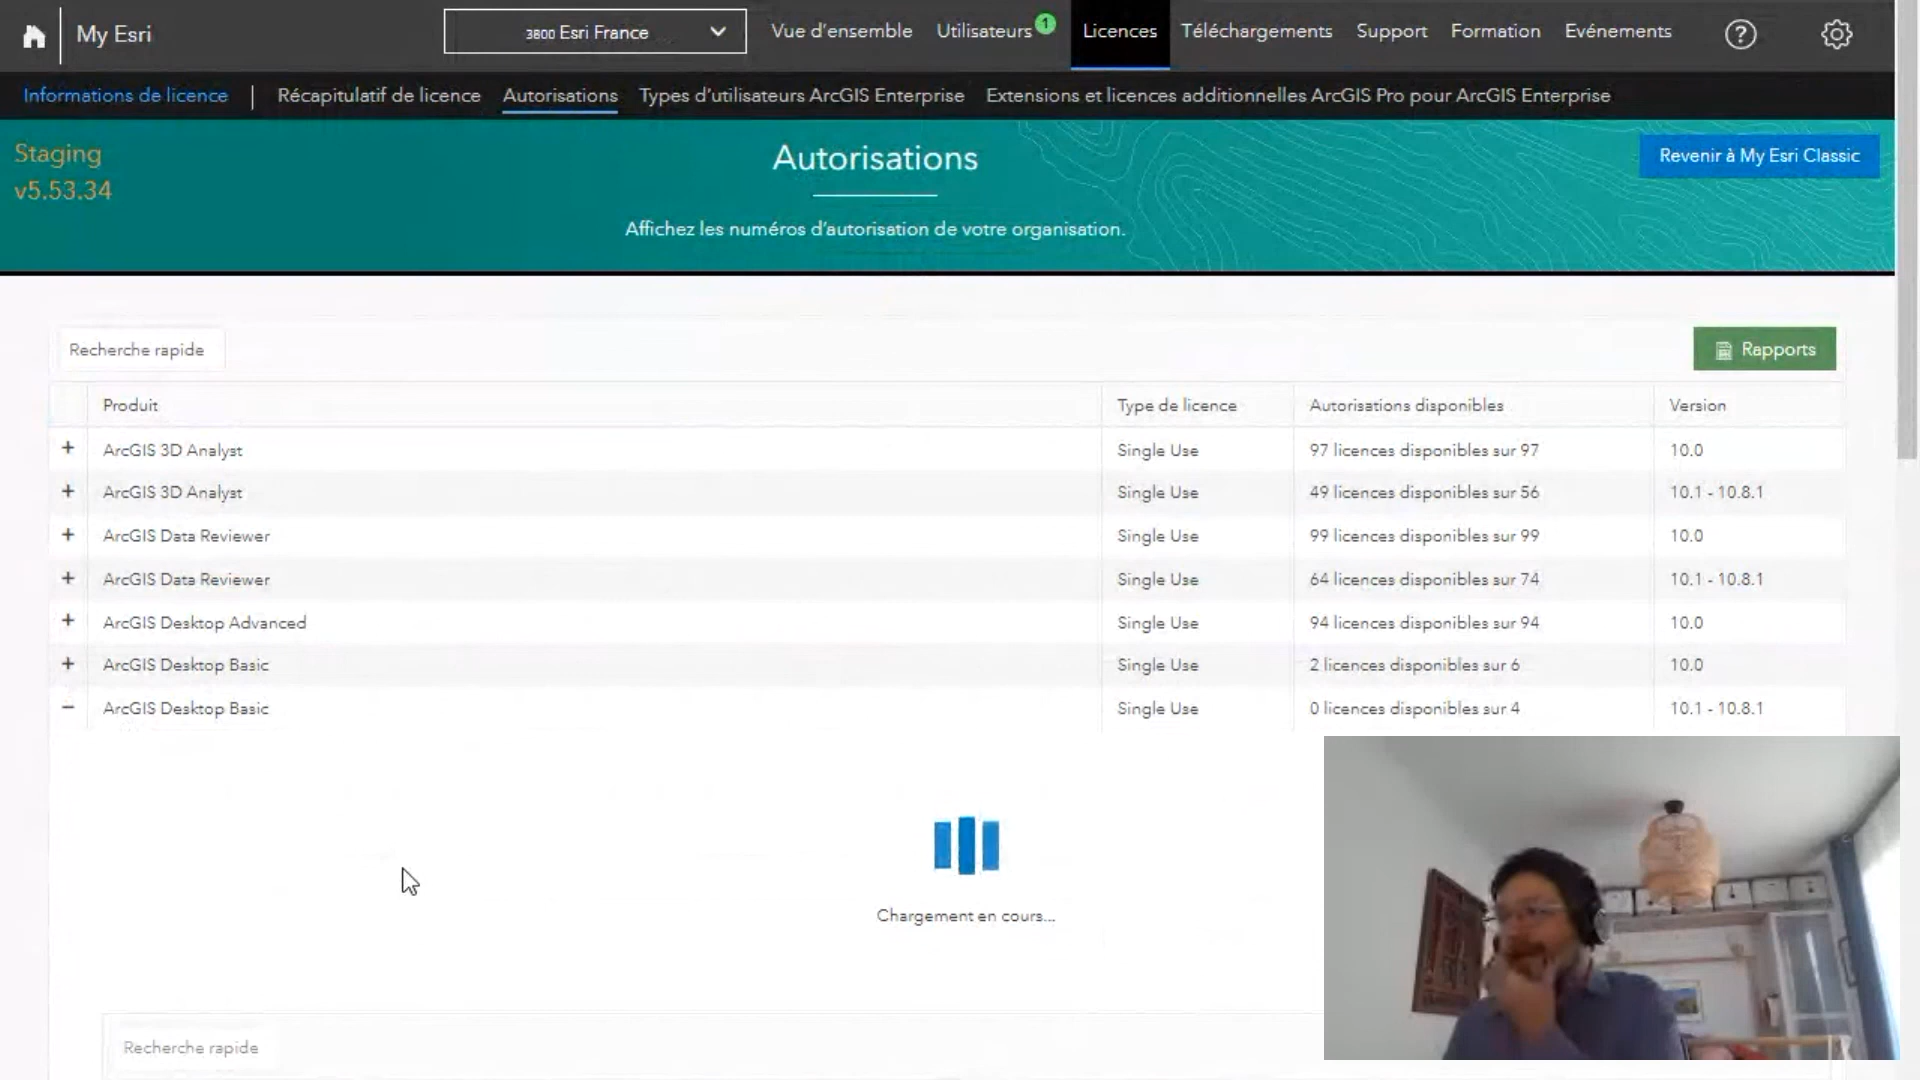 My Esri
3800 Esri France
Vue d'ensemble
Utilisateurs 1
Licences
Téléchargements
Support
Formation
Evénements
?
Informations de licence | Récapitulatif de licence Autorisations Types d'utilisateurs ArcGIS Enterprise Extensions et licences additionnelles ArcGIS Pro pour ArcGIS Enterprise
Staging
v5.53.34
Autorisations
Revenir à My Esri Classic
Affichez les numéros d'autorisation de votre organisation.
Recherche rapide
Rapports
Produit Type de licence Autorisations disponibles Version
+ ArcGIS 3D Analyst Single Use 97 licences disponibles sur 97 10.0
+ ArcGIS 3D Analyst Single Use 49 licences disponibles sur 56 10.1 - 10.8.1
+ ArcGIS Data Reviewer Single Use 99 licences disponibles sur 99 10.0
+ ArcGIS Data Reviewer Single Use 64 licences disponibles sur 74 10.1 - 10.8.1
+ ArcGIS Desktop Advanced Single Use 94 licences disponibles sur 94 10.0
+ ArcGIS Desktop Basic Single Use 2 licences disponibles sur 6 10.0
− ArcGIS Desktop Basic Single Use 0 licences disponibles sur 4 10.1 - 10.8.1
Chargement en cours...
Recherche rapide